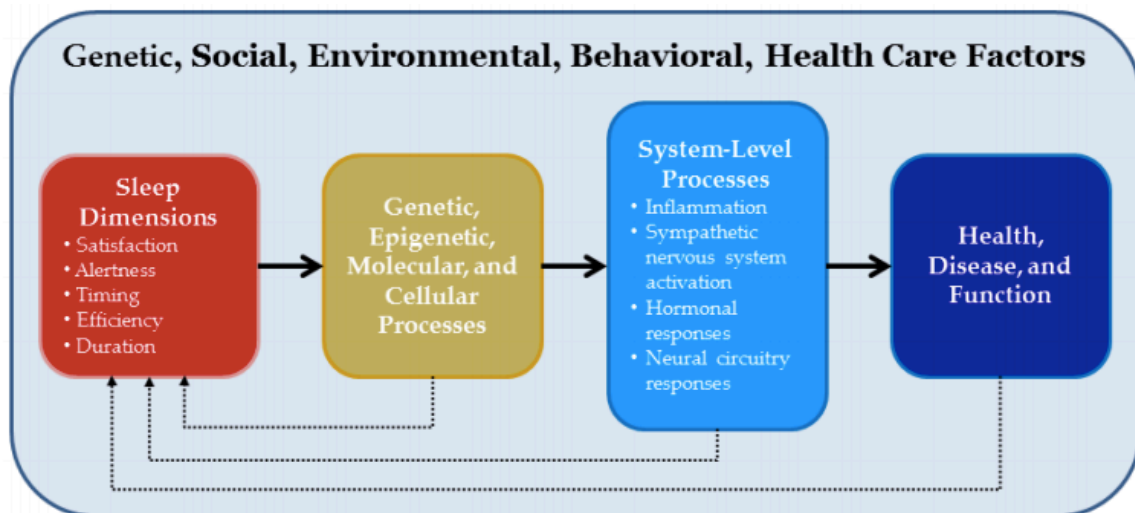 Genetic, Social, Environmental, Behavioral, Health Care Factors
Sleep
Dimensions
• Satisfaction
• Alertness
• Timing
• Efficiency
• Duration
Genetic,
Epigenetic,
Molecular, and
Cellular
Processes
System-Level
Processes
• Inflammation
• Sympathetic
nervous system
activation
• Hormonal
responses
• Neural circuitry
responses
Health,
Disease, and
Function